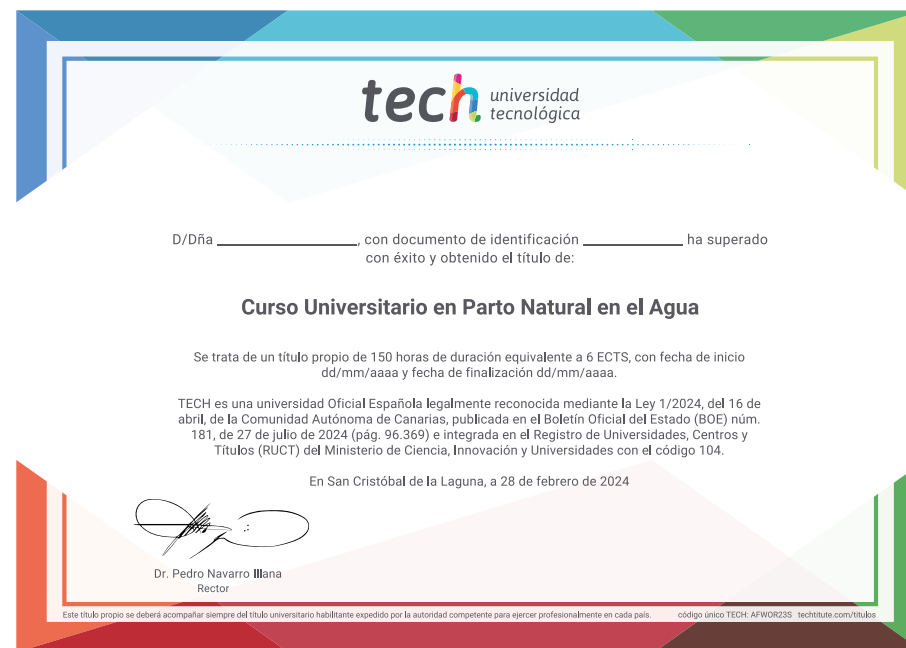 tech universidad
tecnológica
D/Dña ____________________, con documento de identificación ______________ ha superado
con éxito y obtenido el título de:
Curso Universitario en Parto Natural en el Agua
Se trata de un título propio de 150 horas de duración equivalente a 6 ECTS, con fecha de inicio
dd/mm/aaaa y fecha de finalización dd/mm/aaaa.
TECH es una universidad Oficial Española legalmente reconocida mediante la Ley 1/2024, del 16 de
abril, de la Comunidad Autónoma de Canarias, publicada en el Boletín Oficial del Estado (BOE) núm.
181, de 27 de julio de 2024 (pág. 96.369) e integrada en el Registro de Universidades, Centros y
Títulos (RUCT) del Ministerio de Ciencia, Innovación y Universidades con el código 104.
En San Cristóbal de la Laguna, a 28 de febrero de 2024
Dr. Pedro Navarro Illana
Rector
Este título propio se deberá acompañar siempre del título universitario habilitante expedido por la autoridad competente para ejercer profesionalmente en cada país. código único TECH: AFWOR23S techtitute.com/titulos